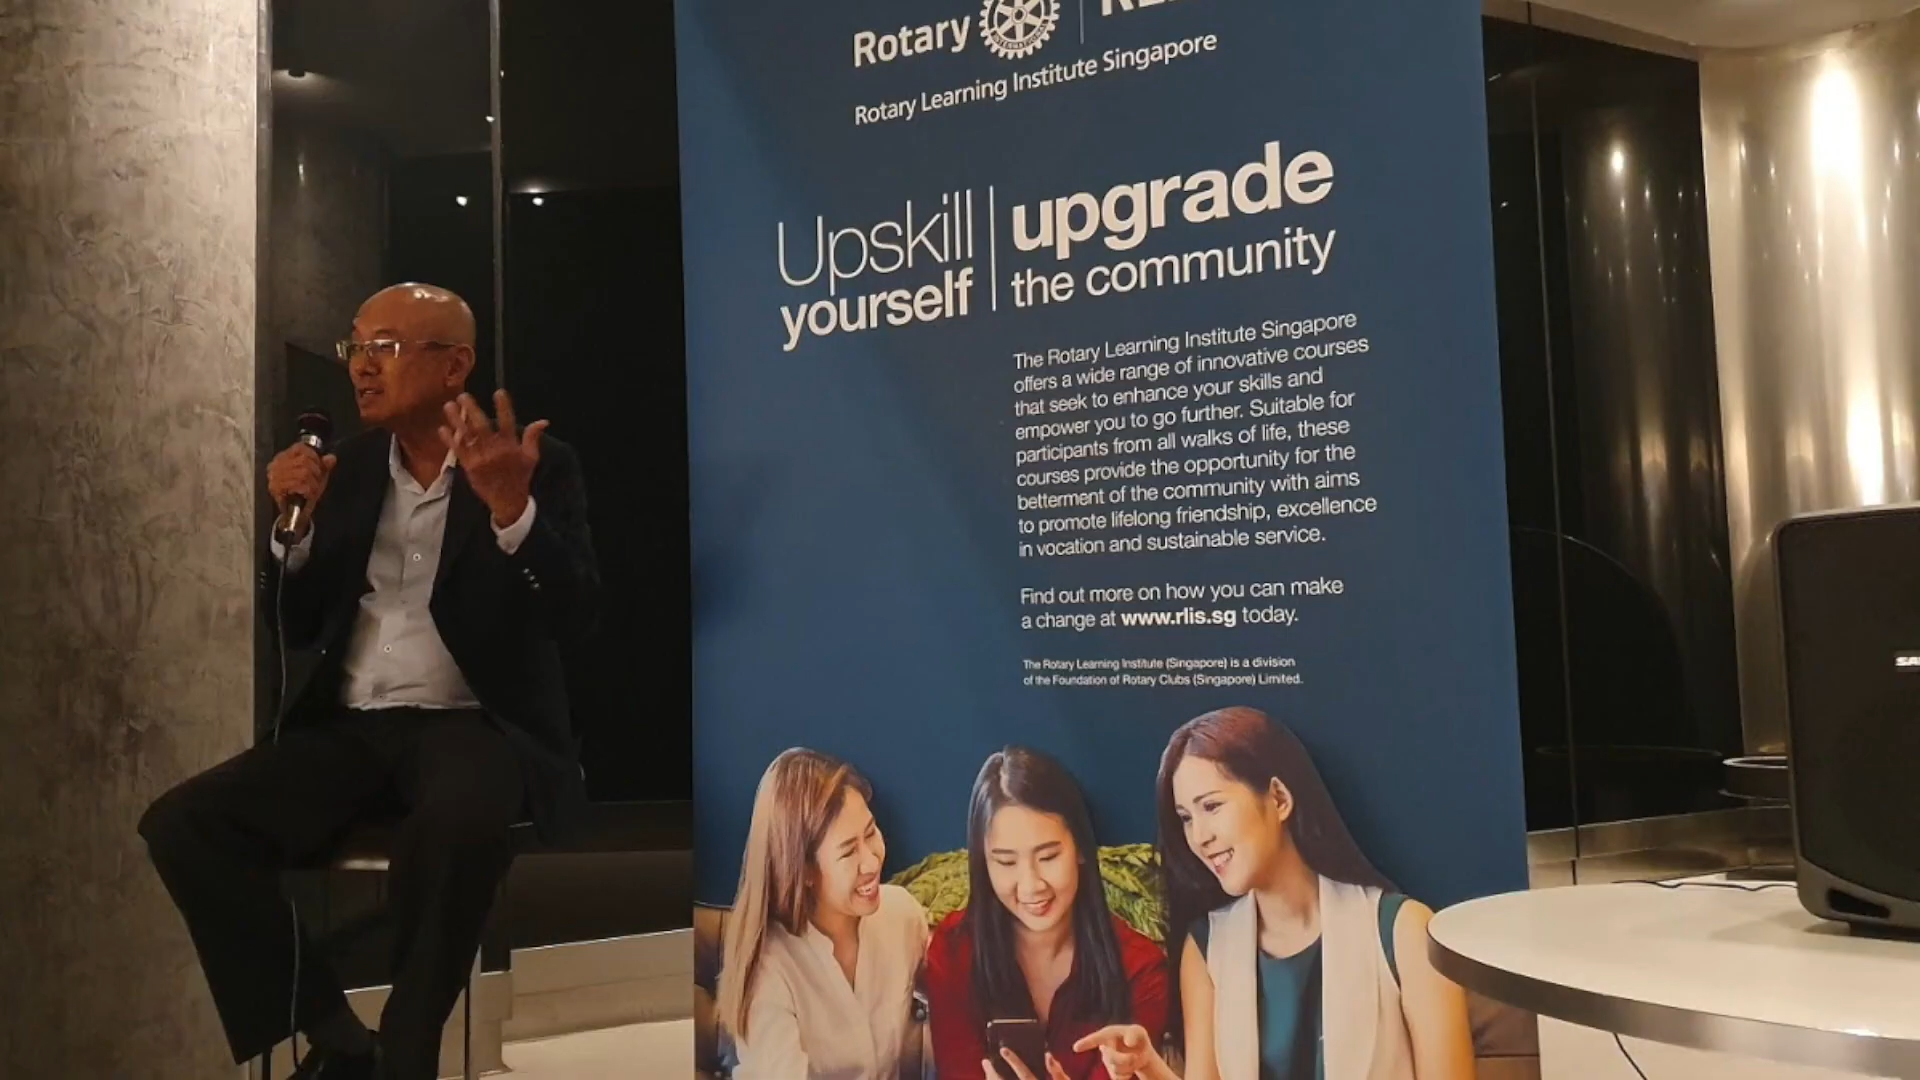 Rotary
Rotary Learning Institute Singapore
Upskill
yourself
upgrade
the community
The Rotary Learning Institute Singapore
offers a wide range of innovative courses
that seek to enhance your skills and
empower you to go further. Suitable for
participants from all walks of life, these
courses provide the opportunity for the
betterment of the community with aims
to promote lifelong friendship, excellence
in vocation and sustainable service.
Find out more on how you can make
a change at www.rlis.sg today.
The Rotary Learning Institute (Singapore) is a division
of the Foundation of Rotary Clubs (Singapore) Limited.